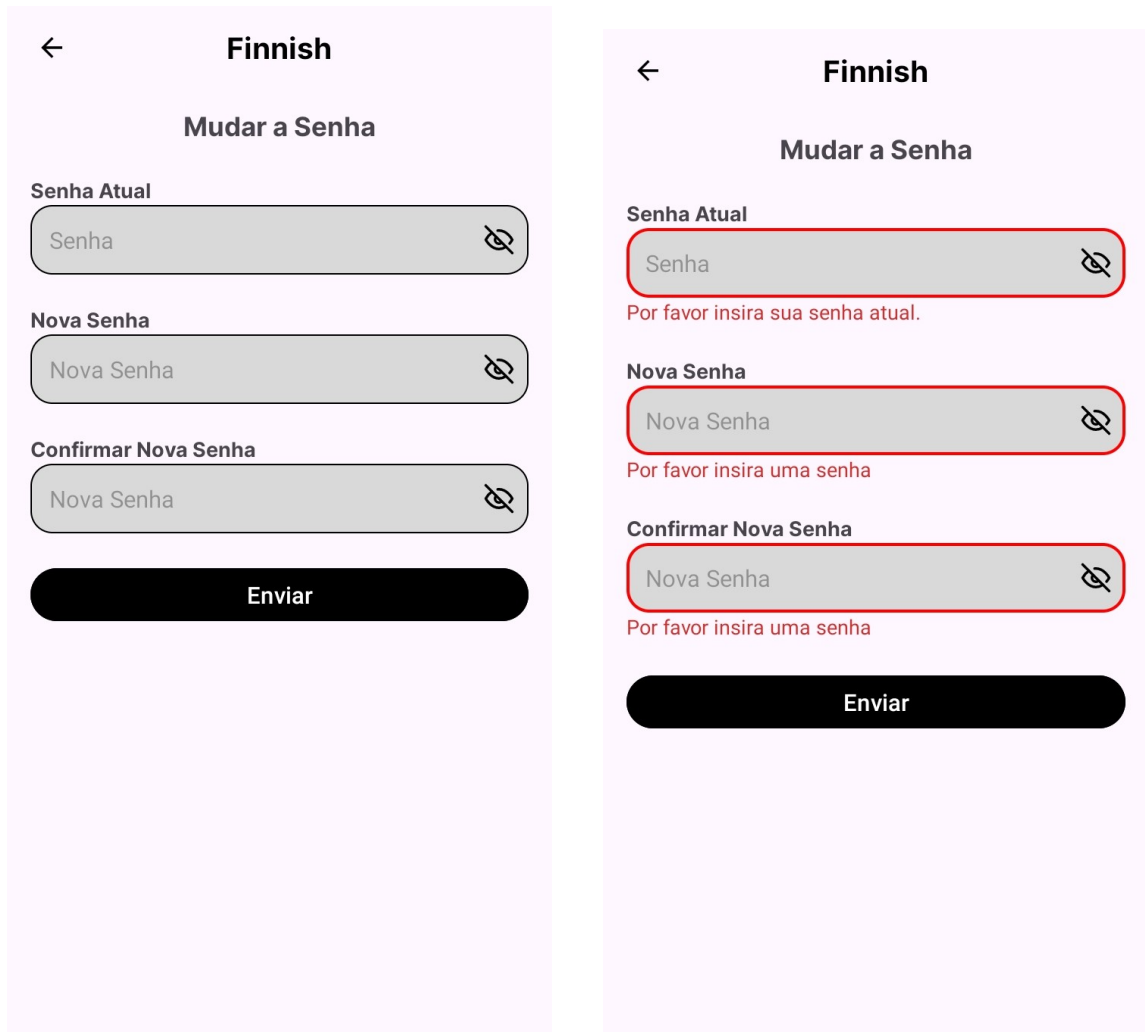 Finnish
Mudar a Senha
Senha Atual
Senha
Nova Senha
Nova Senha
Confirmar Nova Senha
Nova Senha
Enviar
Finnish
Mudar a Senha
Senha Atual
Senha
Por favor insira sua senha atual.
Nova Senha
Nova Senha
Por favor insira uma senha
Confirmar Nova Senha
Nova Senha
Por favor insira uma senha
Enviar